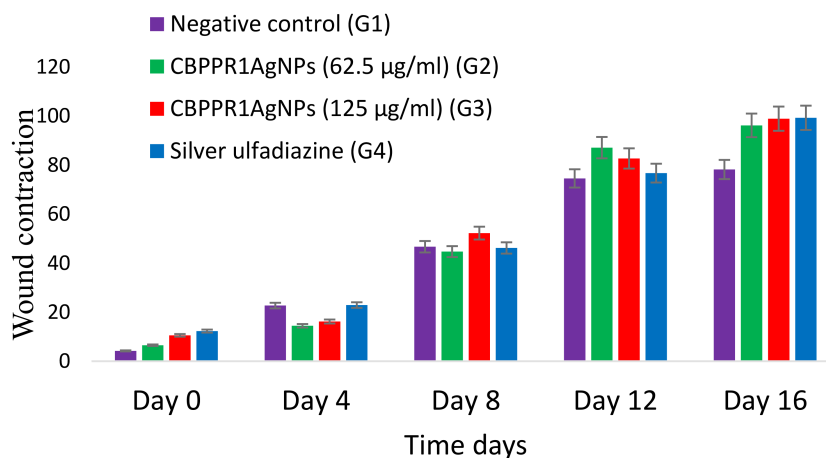 Negative control (G1)
CBPPR1AgNPs (62.5 µg/ml) (G2)
CBPPR1AgNPs (125 µg/ml) (G3)
Silver ulfadiazine (G4)
Wound contraction
120
100
80
60
40
20
0
Day 0 Day 4 Day 8 Day 12 Day 16
Time days